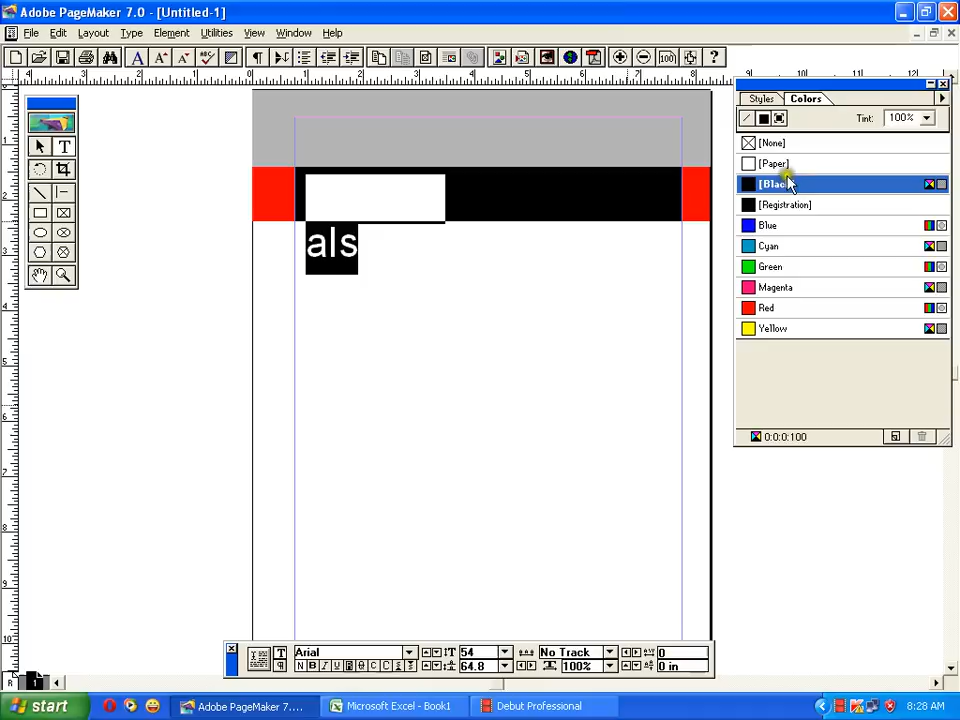 Adobe PageMaker 7.0 - [Untitled-1]
File Edit Layout Type Element Utilities View Window Help
Styles Colors
Tint: 100%
[None]
[Paper]
[Registration]
Blue
Cyan
Green
Magenta
Red
Yellow
0:0:0:100
als
Arial 54 No Track 0
64.8 100% 0 in
R 1
start Adobe PageMaker 7.... Microsoft Excel - Book1 Debut Professional 8:28 AM